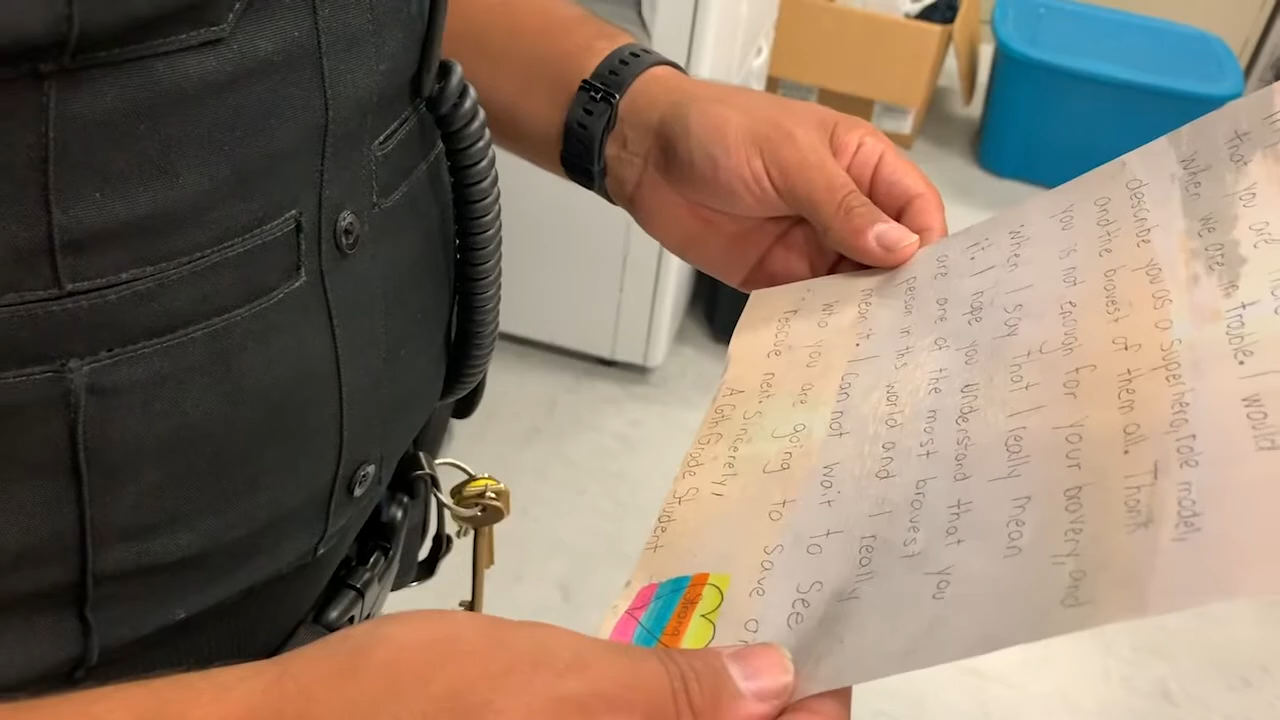 that you are
when we are in trouble. I would
describe you as a superhero, role model,
and the bravest of them all. Thank
you is not enough for your bravery, and
when I say that I really mean
it. I hope you understand that you
are one of the most bravest
person in this world and I really
mean it. I can not wait to see
who you are going to save or
rescue next.
Sincerely,
A 6th Grade Student
Strong